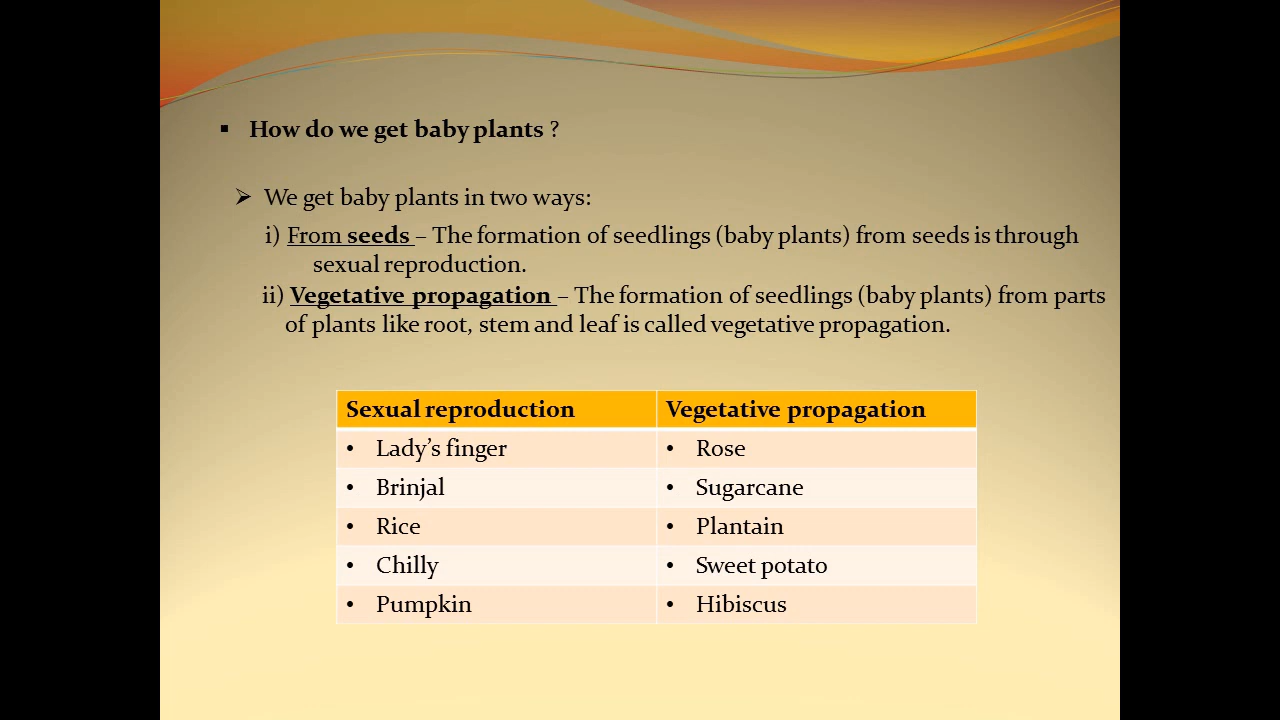 ▪ How do we get baby plants ?
➢ We get baby plants in two ways:
i) From seeds – The formation of seedlings (baby plants) from seeds is through
sexual reproduction.
ii) Vegetative propagation – The formation of seedlings (baby plants) from parts
of plants like root, stem and leaf is called vegetative propagation.
Sexual reproduction Vegetative propagation
• Lady’s finger • Rose
• Brinjal • Sugarcane
• Rice • Plantain
• Chilly • Sweet potato
• Pumpkin • Hibiscus